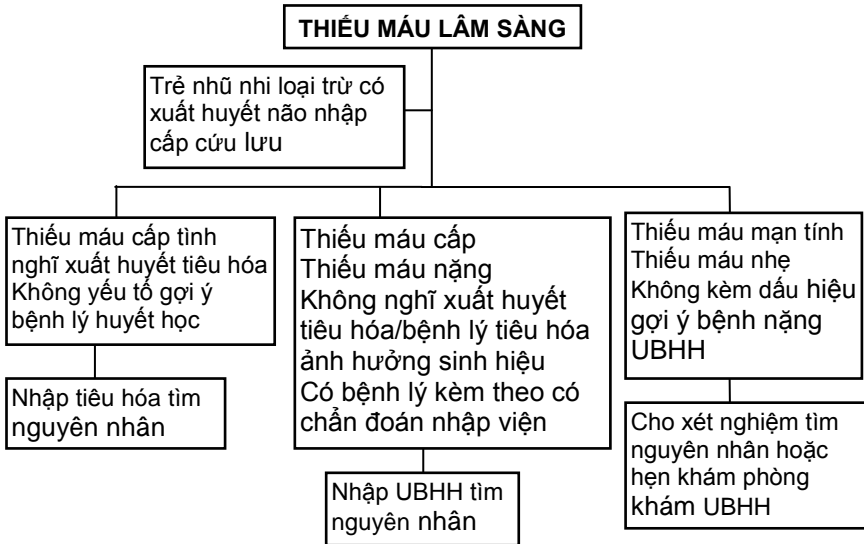 THIẾU MÁU LÂM SÀNG
Trẻ nhũ nhi loại trừ có
xuất huyết não nhập
cấp cứu lưu
Thiếu máu cấp tình
nghĩ xuất huyết tiêu hóa
Không yếu tố gợi ý
bệnh lý huyết học
Nhập tiêu hóa tìm
nguyên nhân
Thiếu máu cấp
Thiếu máu nặng
Không nghĩ xuất huyết
tiêu hóa/bệnh lý tiêu hóa
ảnh hưởng sinh hiệu
Có bệnh lý kèm theo có
chẩn đoán nhập viện
Nhập UBHH tìm
nguyên nhân
Thiếu máu mạn tính
Thiếu máu nhẹ
Không kèm dấu hiệu
gợi ý bệnh nặng
UBHH
Cho xét nghiệm tìm
nguyên nhân hoặc
hẹn khám phòng
khám UBHH